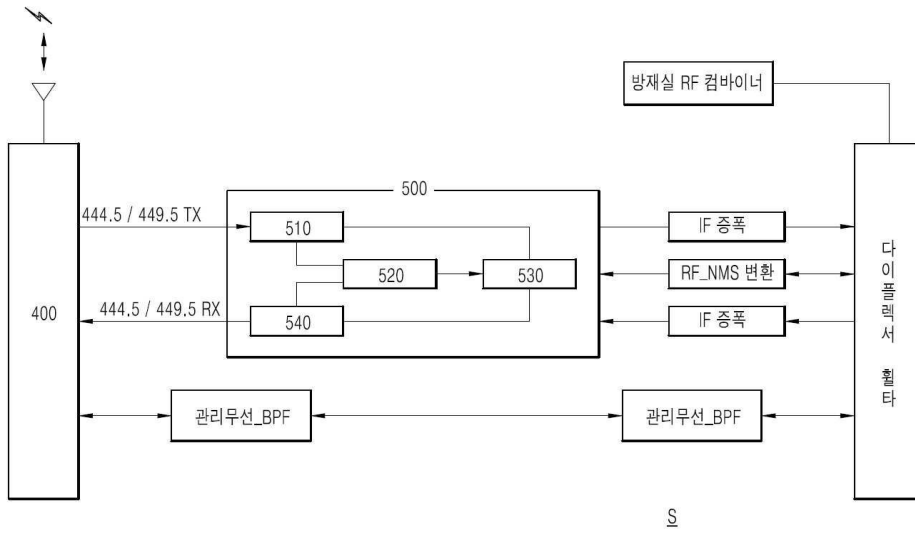 방재실 RF 컴바이너
500
444.5 / 449.5 TX
510
IF 증폭
520
530
RF_NMS 변환
400
444.5 / 449.5 RX
540
IF 증폭
다이플렉서 휠타
관리무선_BPF
관리무선_BPF
S